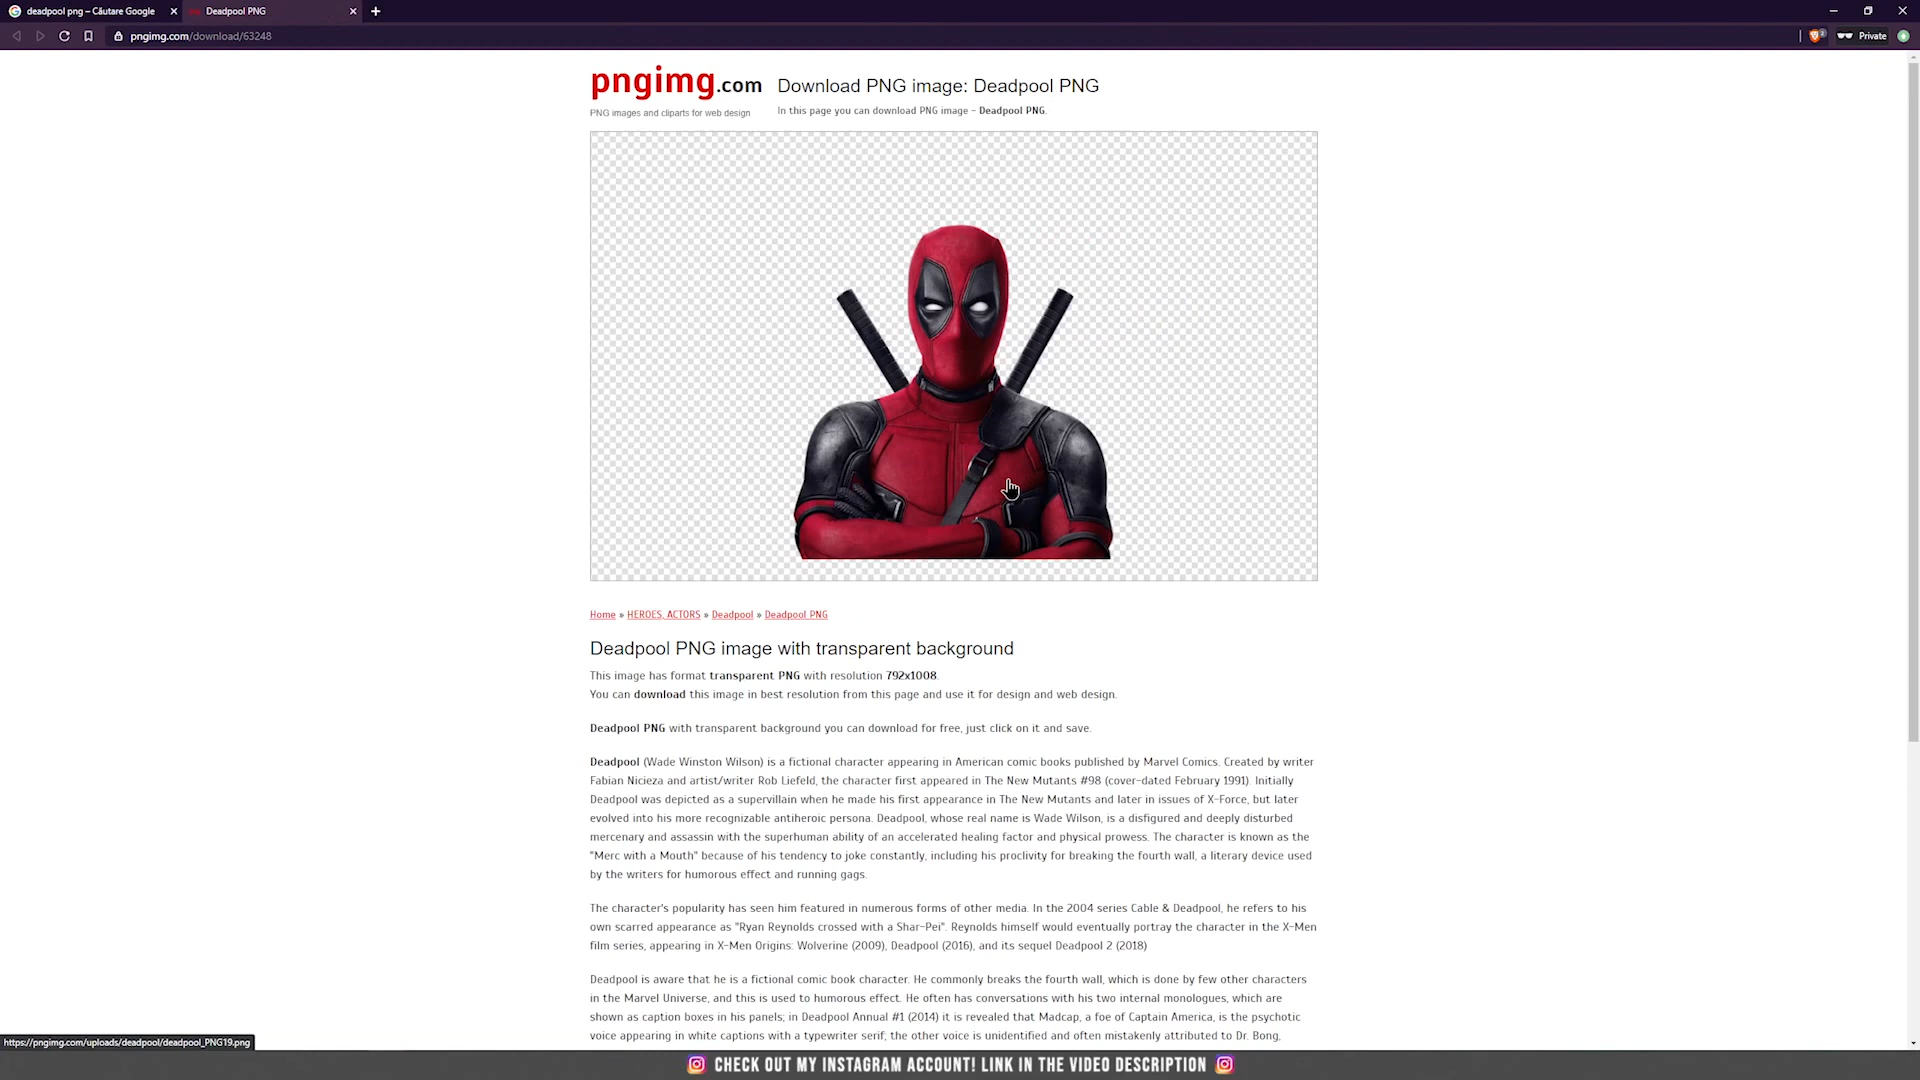 deadpool png – Căutare Google
Deadpool PNG
pngimg.com/download/63248
2
Private
pngimg.com
PNG images and cliparts for web design
Download PNG image: Deadpool PNG
In this page you can download PNG image - Deadpool PNG.
Home » HEROES, ACTORS » Deadpool » Deadpool PNG
Deadpool PNG image with transparent background
This image has format transparent PNG with resolution 792x1008.
You can download this image in best resolution from this page and use it for design and web design.
Deadpool PNG with transparent background you can download for free, just click on it and save.
Deadpool (Wade Winston Wilson) is a fictional character appearing in American comic books published by Marvel Comics. Created by writer
Fabian Nicieza and artist/writer Rob Liefeld, the character first appeared in The New Mutants #98 (cover-dated February 1991). Initially
Deadpool was depicted as a supervillain when he made his first appearance in The New Mutants and later in issues of X-Force, but later
evolved into his more recognizable antiheroic persona. Deadpool, whose real name is Wade Wilson, is a disfigured and deeply disturbed
mercenary and assassin with the superhuman ability of an accelerated healing factor and physical prowess. The character is known as the
"Merc with a Mouth" because of his tendency to joke constantly, including his proclivity for breaking the fourth wall, a literary device used
by the writers for humorous effect and running gags.
The character's popularity has seen him featured in numerous forms of other media. In the 2004 series Cable & Deadpool, he refers to his
own scarred appearance as "Ryan Reynolds crossed with a Shar-Pei". Reynolds himself would eventually portray the character in the X-Men
film series, appearing in X-Men Origins: Wolverine (2009), Deadpool (2016), and its sequel Deadpool 2 (2018)
Deadpool is aware that he is a fictional comic book character. He commonly breaks the fourth wall, which is done by few other characters
in the Marvel Universe, and this is used to humorous effect. He often has conversations with his two internal monologues, which are
shown as caption boxes in his panels; in Deadpool Annual #1 (2014) it is revealed that Madcap, a foe of Captain America, is the psychotic
voice appearing in white captions with a typewriter serif; the other voice is unidentified and often mistakenly attributed to Dr. Bong,
https://pngimg.com/uploads/deadpool/deadpool_PNG19.png
CHECK OUT MY INSTAGRAM ACCOUNT! LINK IN THE VIDEO DESCRIPTION